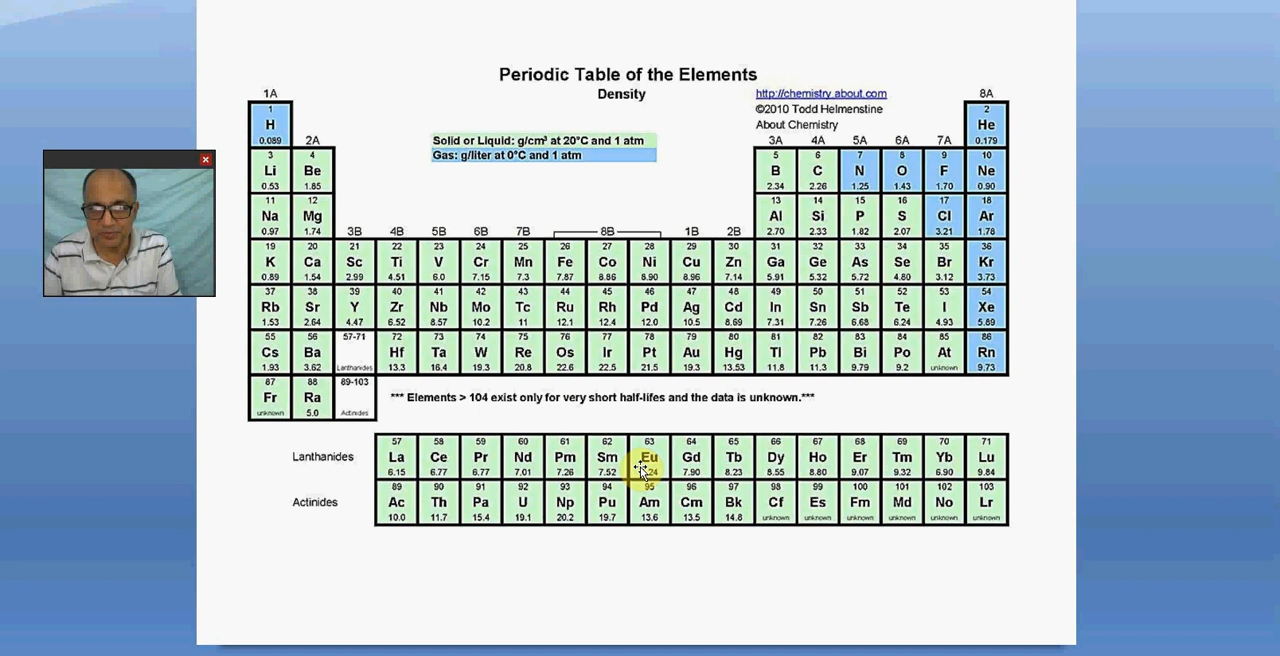 Periodic Table of the Elements
1A Density http://chemistry.about.com 8A
1 ©2010 Todd Helmenstine 2
H About Chemistry He
0.089 2A Solid or Liquid: g/cm³ at 20°C and 1 atm 3A 4A 5A 6A 7A 0.179
Gas: g/liter at 0°C and 1 atm
3 4 5 6 7 8 9 10
Li Be B C N O F Ne
0.53 1.85 2.34 2.26 1.25 1.43 1.70 0.90
11 12 13 14 15 16 17 18
Na Mg Al Si P S Cl Ar
0.97 1.74 3B 4B 5B 6B 7B 8B 1B 2B 2.70 2.33 1.82 2.07 3.21 1.78
19 20 21 22 23 24 25 26 27 28 29 30 31 32 33 34 35 36
K Ca Sc Ti V Cr Mn Fe Co Ni Cu Zn Ga Ge As Se Br Kr
0.89 1.54 2.99 4.51 6.0 7.15 7.3 7.87 8.86 8.90 8.96 7.14 5.91 5.32 5.72 4.80 3.12 3.73
37 38 39 40 41 42 43 44 45 46 47 48 49 50 51 52 53 54
Rb Sr Y Zr Nb Mo Tc Ru Rh Pd Ag Cd In Sn Sb Te I Xe
1.53 2.64 4.47 6.52 8.57 10.2 11 12.1 12.4 12.0 10.5 8.69 7.31 7.26 6.68 6.24 4.93 5.89
55 56 57-71 72 73 74 75 76 77 78 79 80 81 82 83 84 85 86
Cs Ba Hf Ta W Re Os Ir Pt Au Hg Tl Pb Bi Po At Rn
1.93 3.62 Lanthanides 13.3 16.4 19.3 20.8 22.6 22.5 21.5 19.3 13.53 11.8 11.3 9.79 9.2 unknown 9.73
87 88 89-103
Fr Ra *** Elements > 104 exist only for very short half-lifes and the data is unknown.***
unknown 5.0 Actinides
57 58 59 60 61 62 63 64 65 66 67 68 69 70 71
Lanthanides La Ce Pr Nd Pm Sm Eu Gd Tb Dy Ho Er Tm Yb Lu
6.15 6.77 6.77 7.01 7.26 7.52 7.90 8.23 8.55 8.80 9.07 9.32 6.90 9.84
89 90 91 92 93 94 95 96 97 98 99 100 101 102 103
Actinides Ac Th Pa U Np Pu Am Cm Bk Cf Es Fm Md No Lr
10.0 11.7 15.4 19.1 20.2 19.7 13.6 13.5 14.8 unknown unknown unknown unknown unknown unknown